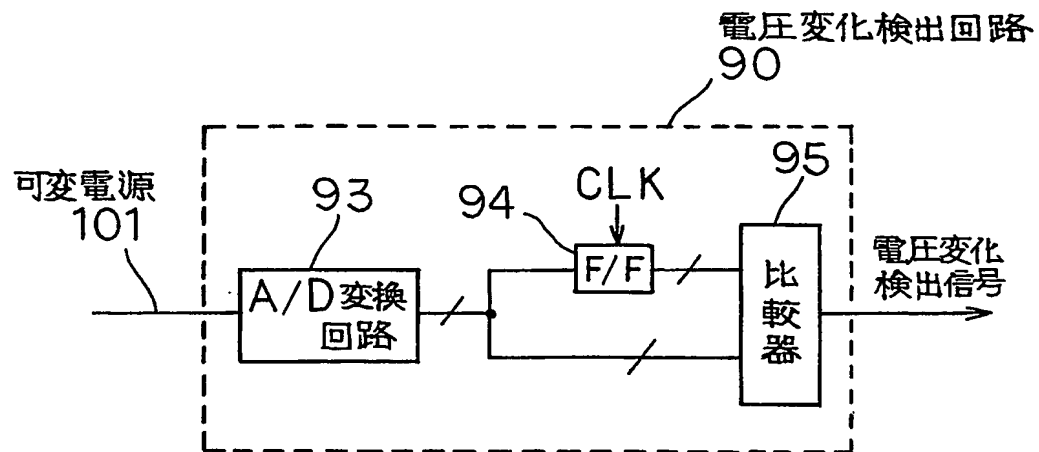 電圧変化検出回路
90
可変電源
101
93
A/D変換
回路
94
CLK
F/F
95
比較器
電圧変化
検出信号